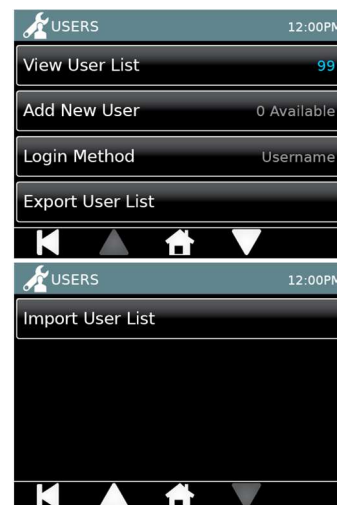 USERS 12:00PM
View User List 99
Add New User 0 Available
Login Method Username
Export User List
USERS 12:00PM
Import User List